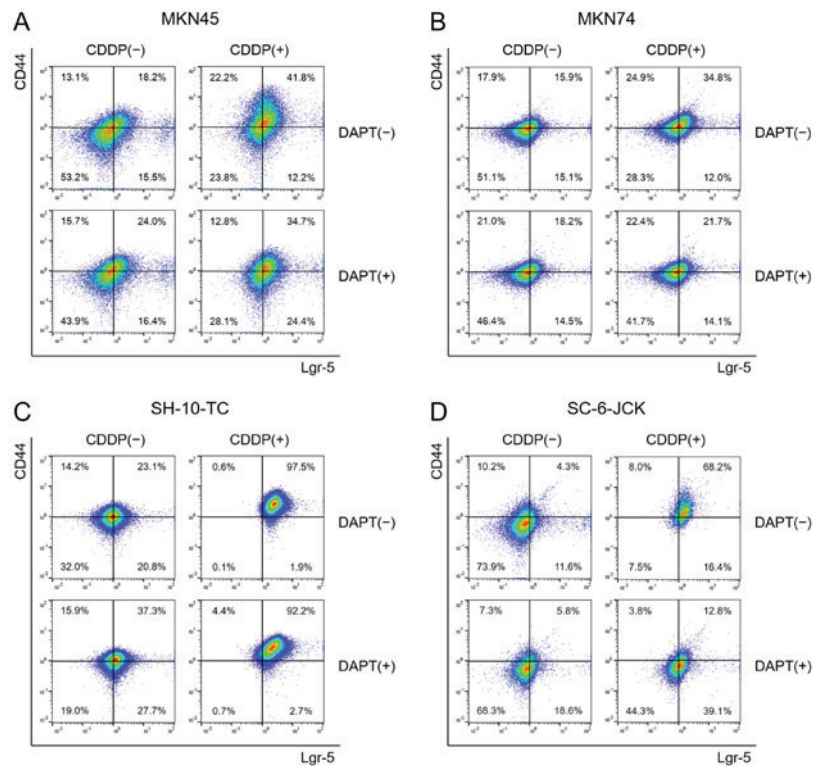 A MKN45
CDDP(−) CDDP(+)
CD44
13.1% 18.2% 22.2% 41.8%
DAPT(−)
53.2% 15.5% 23.8% 12.2%
15.7% 24.0% 12.8% 34.7%
DAPT(+)
43.9% 16.4% 28.1% 24.4%
Lgr-5
B MKN74
CDDP(−) CDDP(+)
CD44
17.9% 15.9% 24.9% 34.8%
DAPT(−)
51.1% 15.1% 28.3% 12.0%
21.0% 18.2% 22.4% 21.7%
DAPT(+)
46.4% 14.5% 41.7% 14.1%
Lgr-5
C SH-10-TC
CDDP(−) CDDP(+)
CD44
14.2% 23.1% 0.6% 97.5%
DAPT(−)
32.0% 20.8% 0.1% 1.9%
15.9% 37.3% 4.4% 92.2%
DAPT(+)
19.0% 27.7% 0.7% 2.7%
Lgr-5
D SC-6-JCK
CDDP(−) CDDP(+)
CD44
10.2% 4.3% 8.0% 68.2%
DAPT(−)
73.9% 11.6% 7.5% 16.4%
7.3% 5.8% 3.8% 12.8%
DAPT(+)
68.3% 18.6% 44.3% 39.1%
Lgr-5